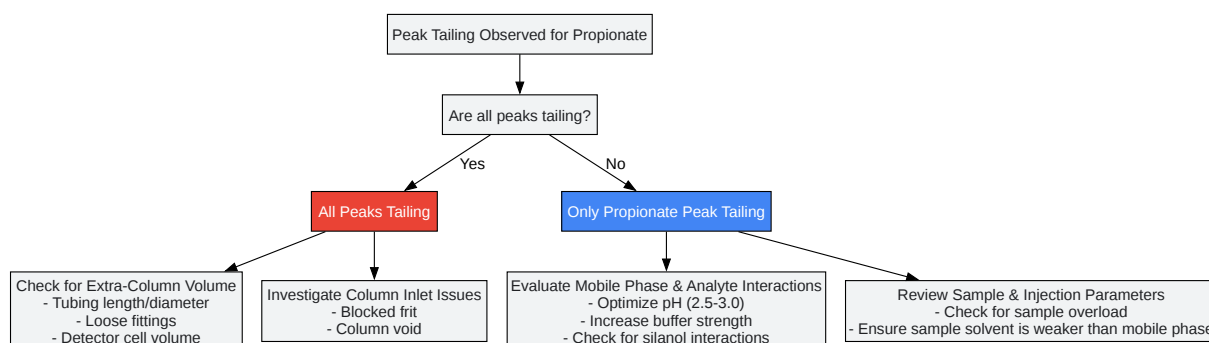 Peak Tailing Observed for Propionate
Are all peaks tailing?
Yes
No
All Peaks Tailing
Only Propionate Peak Tailing
Check for Extra-Column Volume
- Tubing length/diameter
- Loose fittings
- Detector cell volume
Investigate Column Inlet Issues
- Blocked frit
- Column void
Evaluate Mobile Phase & Analyte Interactions
- Optimize pH (2.5-3.0)
- Increase buffer strength
- Check for silanol interactions
Review Sample & Injection Parameters
- Check for sample overload
- Ensure sample solvent is weaker than mobile phase